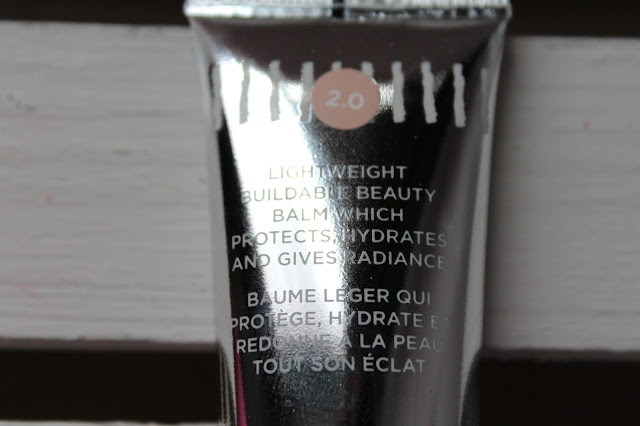 2.0
LIGHTWEIGHT
BUILDABLE BEAUTY
BALM WHICH
PROTECTS, HYDRATES
AND GIVES RADIANCE
BAUME LÉGER QUI
PROTÈGE, HYDRATE ET
REDONNE À LA PEAU
TOUT SON ÉCLAT